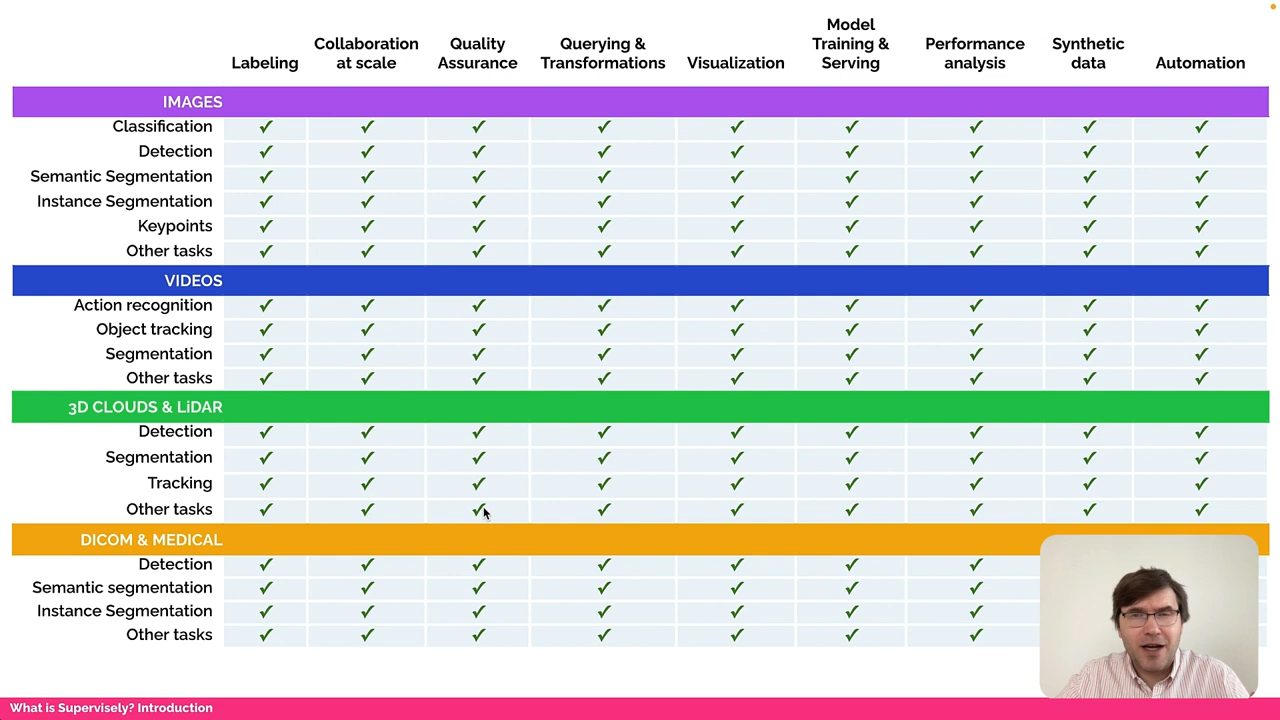 Labeling
Collaboration
at scale
Quality
Assurance
Querying &
Transformations
Visualization
Model
Training &
Serving
Performance
analysis
Synthetic
data
Automation
IMAGES
Classification
Detection
Semantic Segmentation
Instance Segmentation
Keypoints
Other tasks
VIDEOS
Action recognition
Object tracking
Segmentation
Other tasks
3D CLOUDS & LiDAR
Detection
Segmentation
Tracking
Other tasks
DICOM & MEDICAL
Detection
Semantic segmentation
Instance Segmentation
Other tasks
What is Supervisely? Introduction